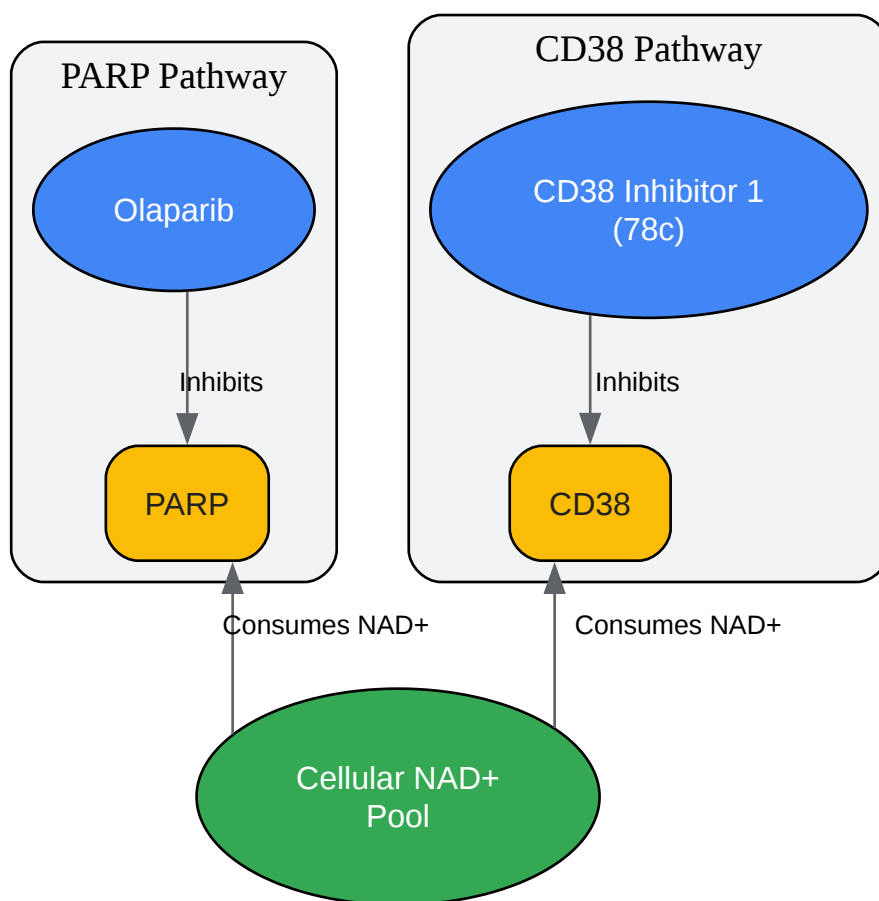 PARP Pathway
CD38 Pathway
Olaparib
CD38 Inhibitor 1
(78c)
Inhibits
Inhibits
PARP
CD38
Consumes NAD+
Consumes NAD+
Cellular NAD+
Pool